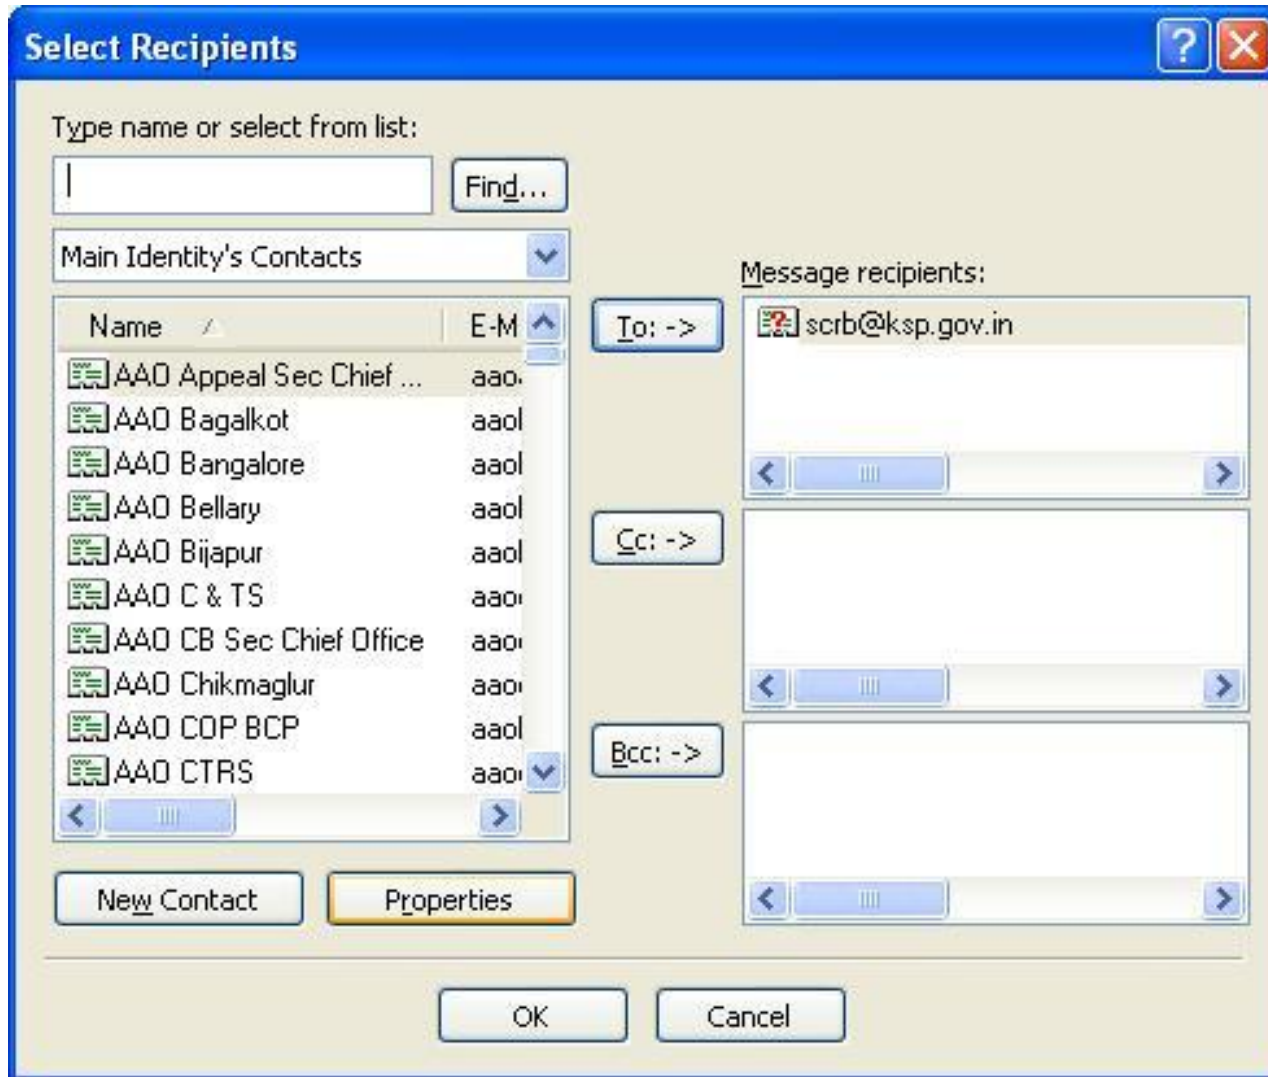 Select Recipients
Type name or select from list:
Find...
Main Identity's Contacts
Message recipients:
Name E-M
To: ->
scrb@ksp.gov.in
AAO Appeal Sec Chief ...
AAO Bagalkot
AAO Bangalore
AAO Bellary
AAO Bijapur
AAO C & TS
AAO CB Sec Chief Office
AAO Chikmaglur
AAO COP BCP
AAO CTRS
Cc: ->
Bcc: ->
New Contact Properties
OK Cancel